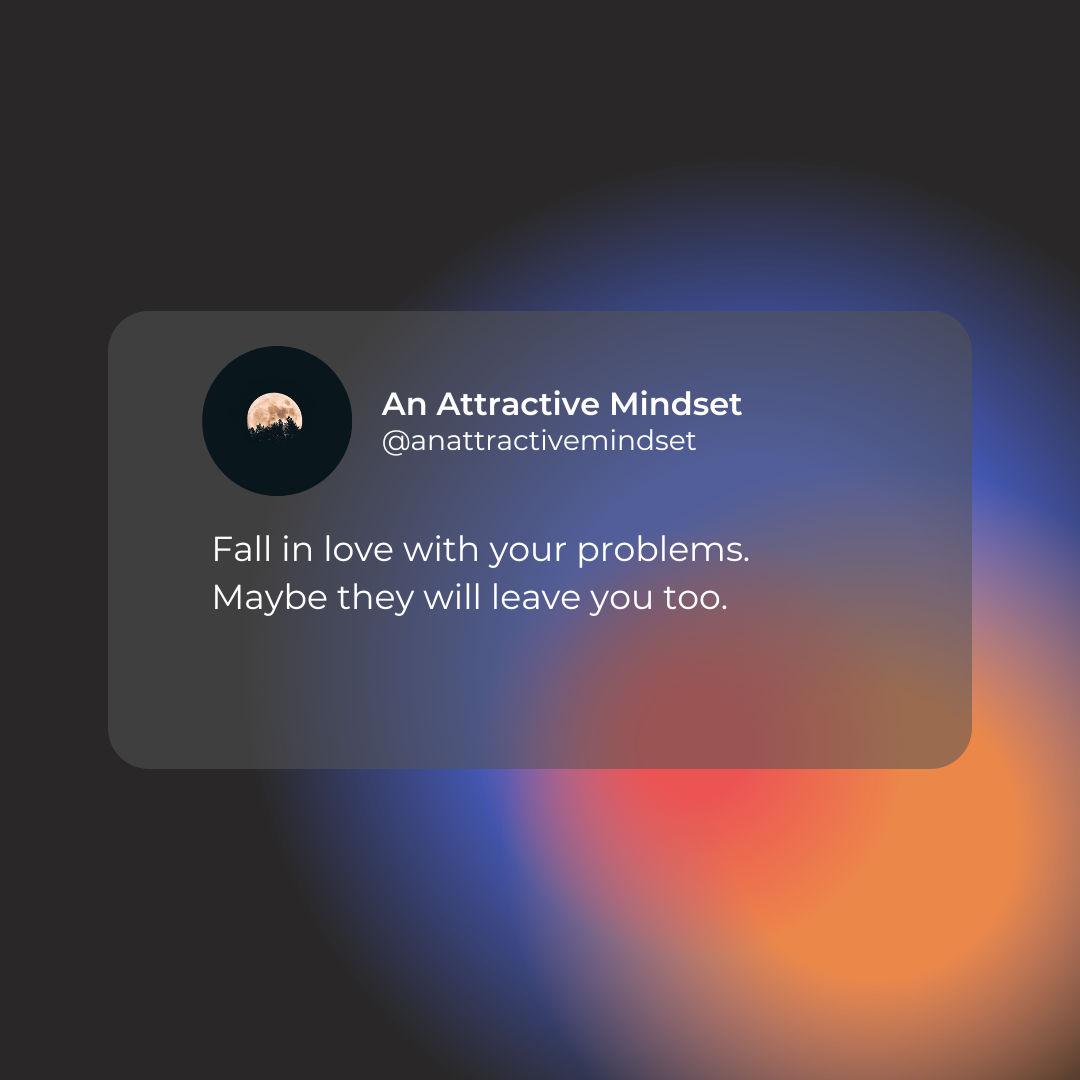 An Attractive Mindset
@anattractivemindset
Fall in love with your problems.
Maybe they will leave you too.